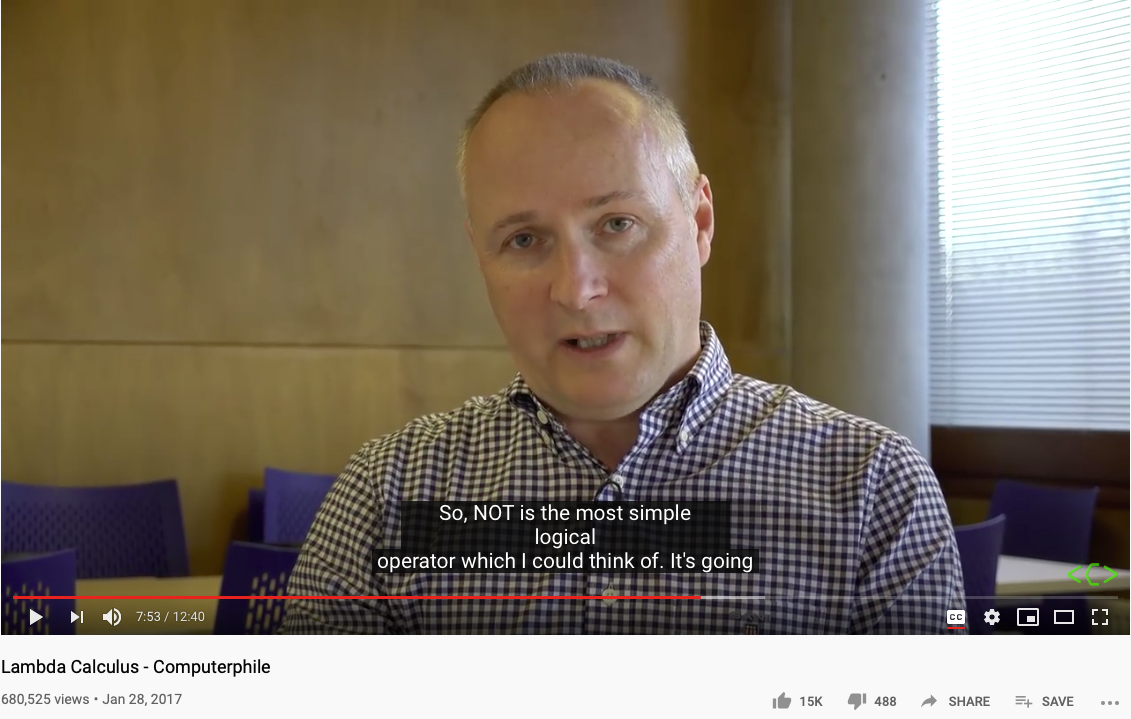 So, NOT is the most simple
logical
operator which I could think of. It's going
<C>
7:53 / 12:40
CC
Lambda Calculus - Computerphile
680,525 views • Jan 28, 2017
15K
488
SHARE
SAVE